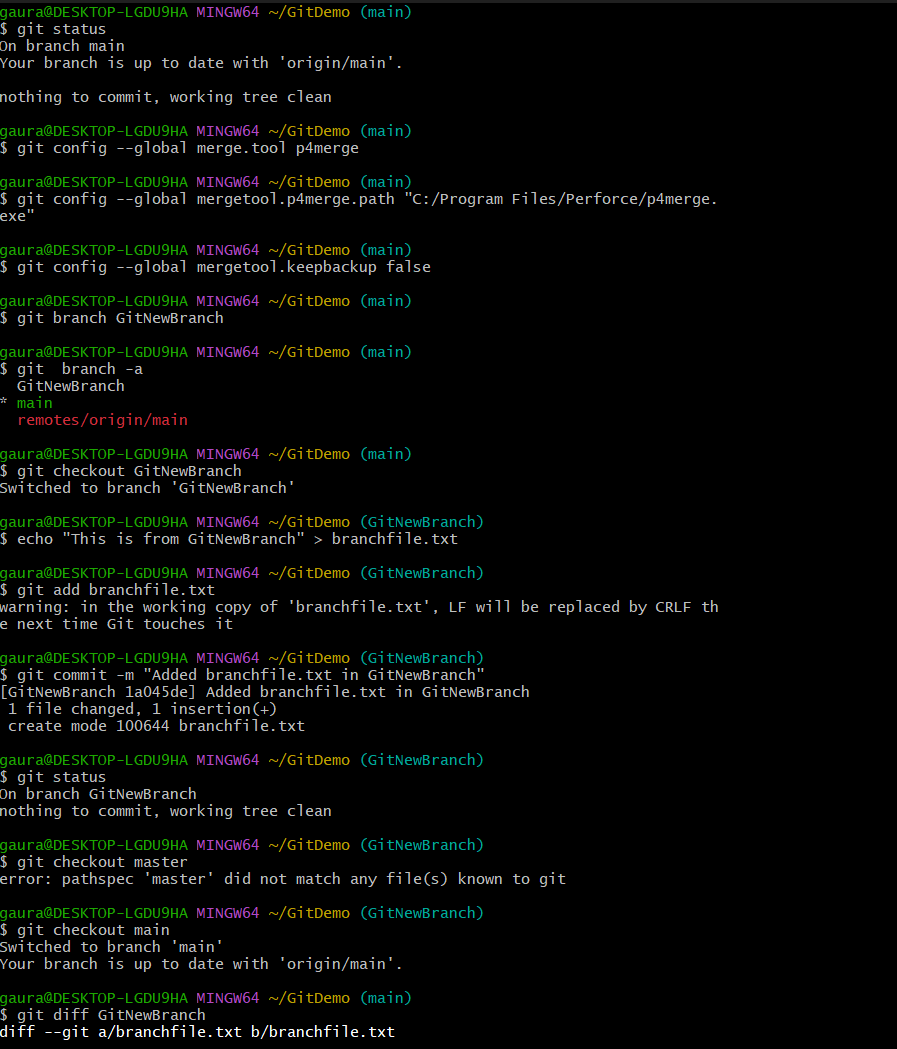 gaura@DESKTOP-LGDU9HA MINGW64 ~/GitDemo (main)
$ git status
On branch main
Your branch is up to date with 'origin/main'.
nothing to commit, working tree clean
gaura@DESKTOP-LGDU9HA MINGW64 ~/GitDemo (main)
$ git config --global merge.tool p4merge
gaura@DESKTOP-LGDU9HA MINGW64 ~/GitDemo (main)
$ git config --global mergetool.p4merge.path "C:/Program Files/Perforce/p4merge.
exe"
gaura@DESKTOP-LGDU9HA MINGW64 ~/GitDemo (main)
$ git config --global mergetool.keepbackup false
gaura@DESKTOP-LGDU9HA MINGW64 ~/GitDemo (main)
$ git branch GitNewBranch
gaura@DESKTOP-LGDU9HA MINGW64 ~/GitDemo (main)
$ git  branch -a
  GitNewBranch
* main
  remotes/origin/main
gaura@DESKTOP-LGDU9HA MINGW64 ~/GitDemo (main)
$ git checkout GitNewBranch
Switched to branch 'GitNewBranch'
gaura@DESKTOP-LGDU9HA MINGW64 ~/GitDemo (GitNewBranch)
$ echo "This is from GitNewBranch" > branchfile.txt
gaura@DESKTOP-LGDU9HA MINGW64 ~/GitDemo (GitNewBranch)
$ git add branchfile.txt
warning: in the working copy of 'branchfile.txt', LF will be replaced by CRLF th
e next time Git touches it
gaura@DESKTOP-LGDU9HA MINGW64 ~/GitDemo (GitNewBranch)
$ git commit -m "Added branchfile.txt in GitNewBranch"
[GitNewBranch 1a045de] Added branchfile.txt in GitNewBranch
 1 file changed, 1 insertion(+)
 create mode 100644 branchfile.txt
gaura@DESKTOP-LGDU9HA MINGW64 ~/GitDemo (GitNewBranch)
$ git status
On branch GitNewBranch
nothing to commit, working tree clean
gaura@DESKTOP-LGDU9HA MINGW64 ~/GitDemo (GitNewBranch)
$ git checkout master
error: pathspec 'master' did not match any file(s) known to git
gaura@DESKTOP-LGDU9HA MINGW64 ~/GitDemo (GitNewBranch)
$ git checkout main
Switched to branch 'main'
Your branch is up to date with 'origin/main'.
gaura@DESKTOP-LGDU9HA MINGW64 ~/GitDemo (main)
$ git diff GitNewBranch
diff --git a/branchfile.txt b/branchfile.txt